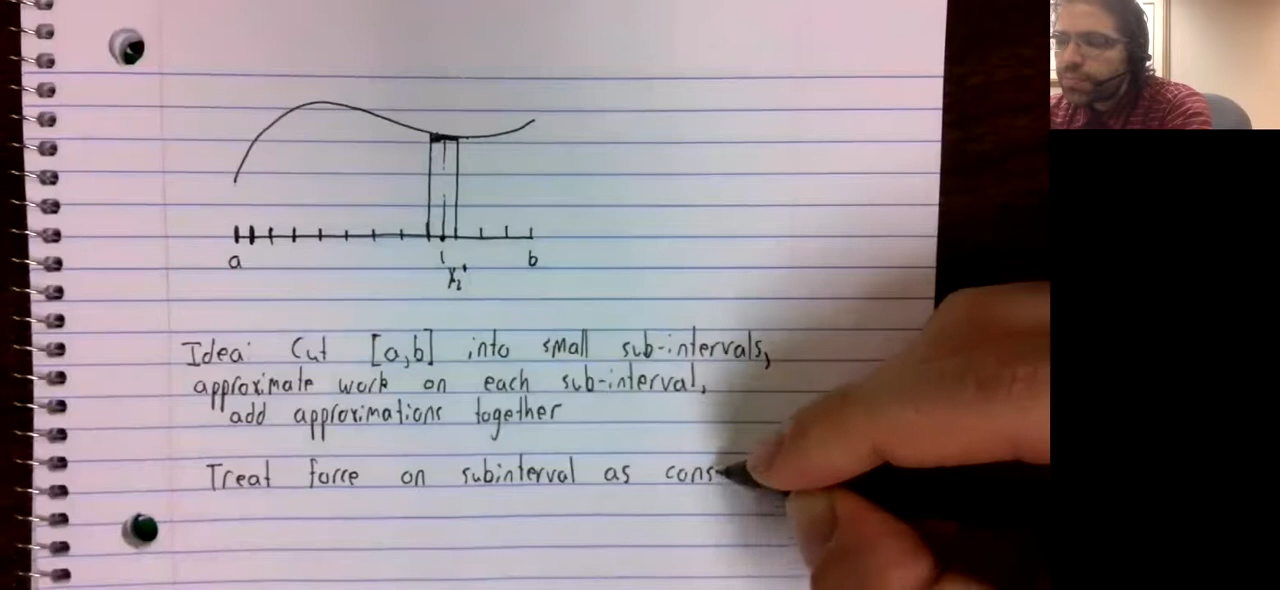 a b
Idea: Cut [a,b] into small sub-intervals,
approximate work on each sub-interval,
add approximations together
Treat force on subinterval as cons